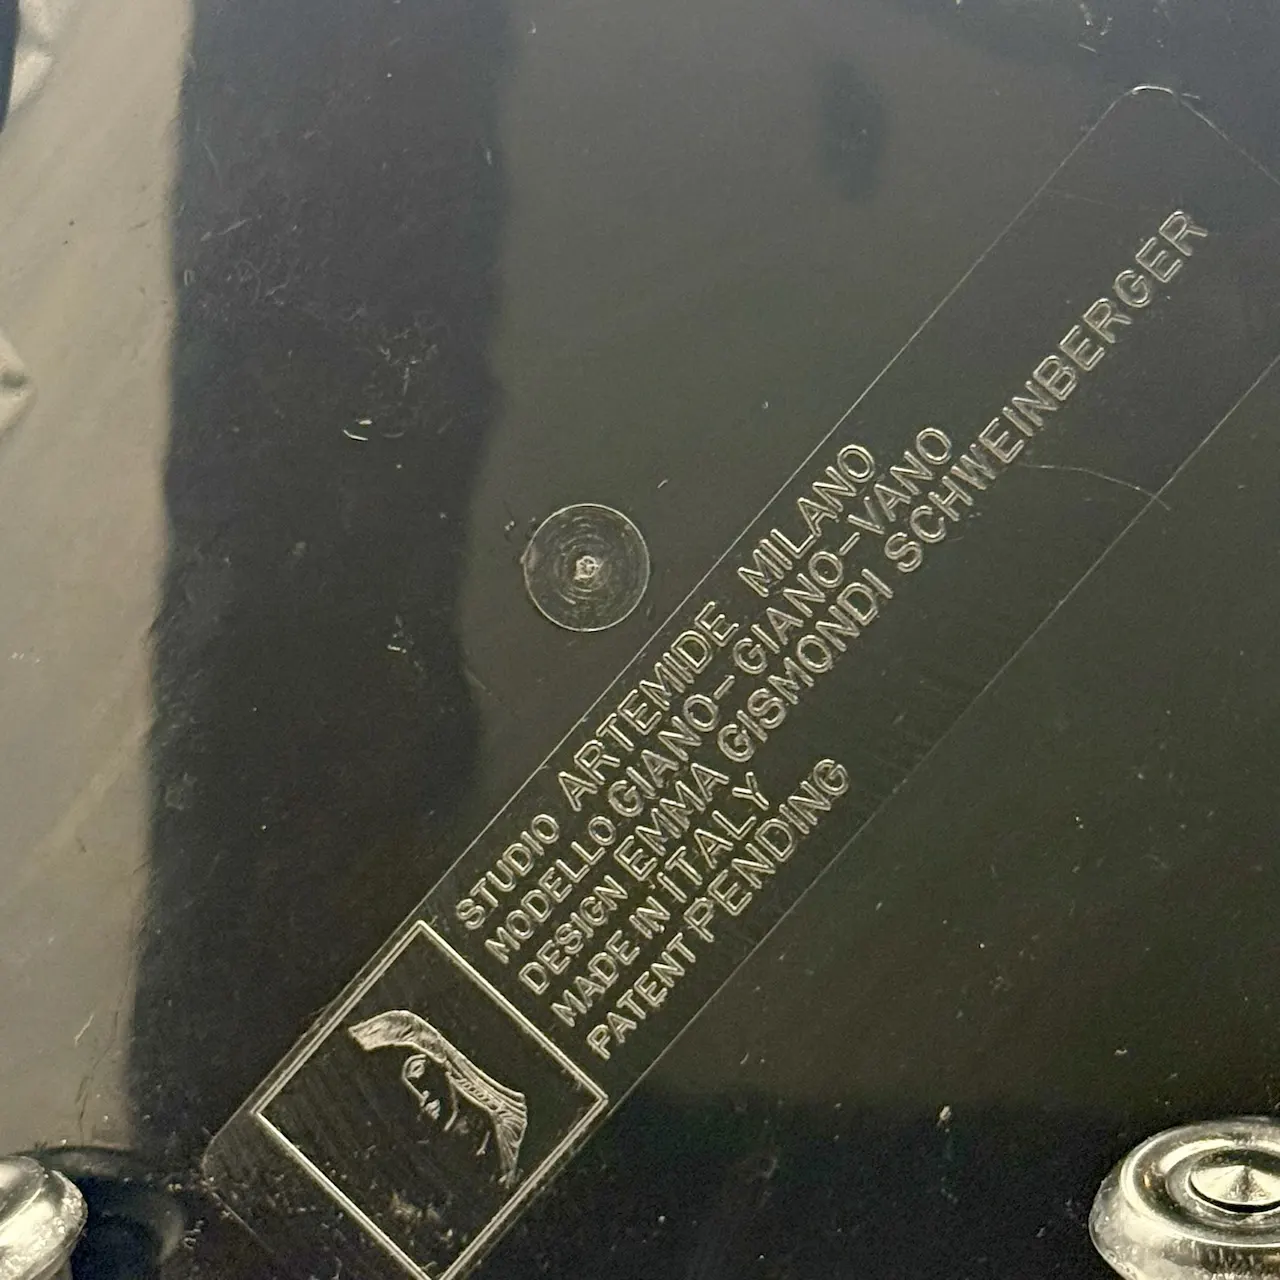 STUDIO ARTEMIDE MILANO
MODELLO GIANO-GIANO-VANO
DESIGN EMMA GISMONDI SCHWEINBERGER
MADE IN ITALY
PATENT PENDING